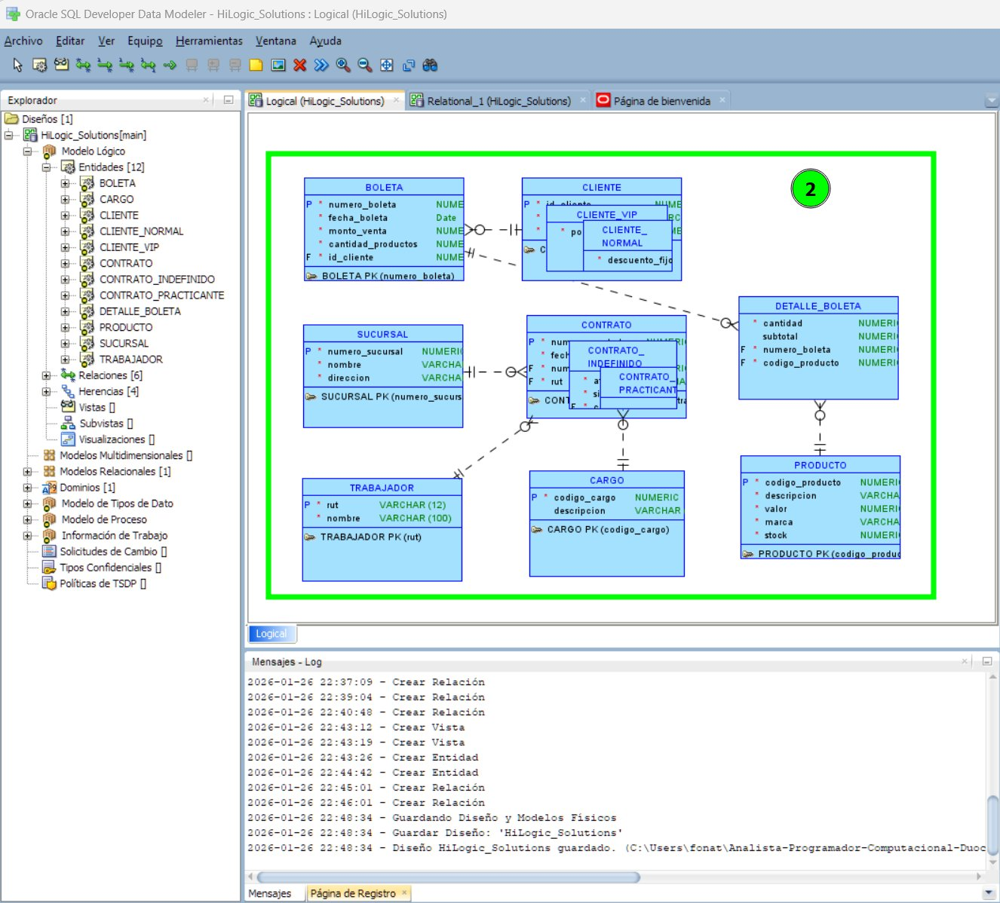 Oracle SQL Developer Data Modeler - HiLogic_Solutions : Logical (HiLogic_Solutions)
Archivo Editar Ver Equipo Herramientas Ventana Ayuda
Explorador
Diseños [1]
HiLogic_Solutions[main]
Modelo Lógico
Entidades [12]
BOLETA
CARGO
CLIENTE
CLIENTE_NORMAL
CLIENTE_VIP
CONTRATO
CONTRATO_INDEFINIDO
CONTRATO_PRACTICANTE
DETALLE_BOLETA
PRODUCTO
SUCURSAL
TRABAJADOR
Relaciones [6]
Herencias [4]
Vistas []
Subvistas []
Visualizaciones []
Modelos Multidimensionales []
Modelos Relacionales [1]
Dominios [1]
Modelo de Tipos de Dato
Modelo de Proceso
Información de Trabajo
Solicitudes de Cambio []
Tipos Confidenciales []
Políticas de TSDP []
Logical (HiLogic_Solutions) Relational_1 (HiLogic_Solutions) Página de bienvenida
2
BOLETA
P * numero_boleta NUME
* fecha_boleta Date
* monto_venta NUME
* cantidad_productos NUME
F * id_cliente NUME
BOLETA PK (numero_boleta)
CLIENTE
P * id_cliente NUME
* RC
* ME
C
CLIENTE_VIP
* po
CLIENTE_
NORMAL
* descuento_fijo
DETALLE_BOLETA
* cantidad NUMERI
subtotal NUMERI
F * numero_boleta NUMERI
F * codigo_producto NUMERI
SUCURSAL
P * numero_sucursal NUMERIC
* nombre VARCHA
* direccion VARCHA
SUCURSAL PK (numero_sucurs
CONTRATO
P * num
* fech
F * num
F * rut
CONT tra
CONTRATO_
INDEFINIDO
* a
* si
F * c
CONTRATO_
PRACTICANT
TRABAJADOR
P * rut VARCHAR (12)
* nombre VARCHAR (100)
TRABAJADOR PK (rut)
CARGO
P * codigo_cargo NUMERIC
descripcion VARCHAR
CARGO PK (codigo_cargo)
PRODUCTO
P * codigo_producto NUMERI
* descripcion VARCHA
* valor NUMERI
* marca VARCHA
* stock NUMERI
PRODUCTO PK (codigo_produc
Logical
Mensajes - Log
2026-01-26 22:37:09 - Crear Relación
2026-01-26 22:39:04 - Crear Relación
2026-01-26 22:40:48 - Crear Relación
2026-01-26 22:43:12 - Crear Vista
2026-01-26 22:43:19 - Crear Vista
2026-01-26 22:43:26 - Crear Entidad
2026-01-26 22:44:42 - Crear Entidad
2026-01-26 22:45:01 - Crear Relación
2026-01-26 22:46:01 - Crear Relación
2026-01-26 22:48:34 - Guardando Diseño y Modelos Físicos
2026-01-26 22:48:34 - Guardar Diseño: 'HiLogic_Solutions'
2026-01-26 22:48:34 - Diseño HiLogic_Solutions guardado. (C:\Users\fonat\Analista-Programador-Computacional-Duoc
Mensajes Página de Registro